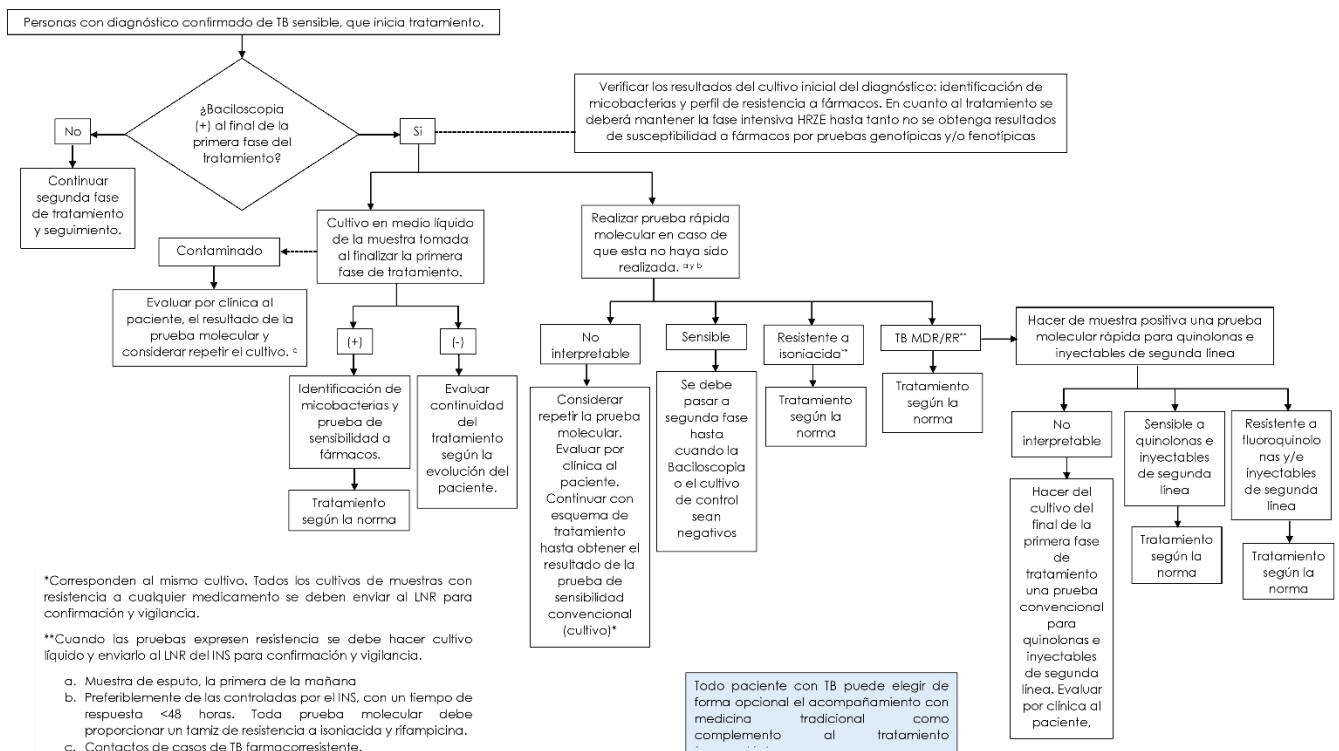 Personas con diagnóstico confirmado de TB sensible, que inicia tratamiento.
¿Baciloscopia
(+) al final de la
primera fase del
tratamiento?
No
Si
Verificar los resultados del cultivo inicial del diagnóstico: identificación de
micobacterias y perfil de resistencia a fármacos. En cuanto al tratamiento se
deberá mantener la fase intensiva HRZE hasta tanto no se obtenga resultados
de susceptibilidad a fármacos por pruebas genotípicas y/o fenotípicas
Continuar
segunda fase
de tratamiento
y seguimiento.
Contaminado
Cultivo en medio líquido
de la muestra tomada
al finalizar la primera
fase de tratamiento.
Realizar prueba rápida
molecular en caso de
que esta no haya sido
realizada. a y b
Evaluar por clínica al
paciente, el resultado de la
prueba molecular y
considerar repetir el cultivo. c
(+)
(-)
Identificación de
micobacterias y
prueba de
sensibilidad a
fármacos.
Tratamiento
según la norma
Evaluar
continuidad
del
tratamiento
según la
evolución del
paciente.
No
interpretable
Sensible
Resistente a
isoniacida**
TB MDR/RR**
Hacer de muestra positiva una prueba
molecular rápida para quinolonas e
inyectables de segunda línea
Considerar
repetir la prueba
molecular.
Evaluar por
clínica al
paciente.
Continuar con
esquema de
tratamiento
hasta obtener el
resultado de la
prueba de
sensibilidad
convencional
(cultivo)*
Se debe
pasar a
segunda fase
hasta
cuando la
Baciloscopia
o el cultivo
de control
sean
negativos
Tratamiento
según la
norma
Tratamiento
según la
norma
No
interpretable
Sensible a
quinolonas e
inyectables
de segunda
línea
Resistente a
fluoroquinolo
nas y/e
inyectables
de segunda
línea
Hacer del
cultivo del
final de la
primera fase
de
tratamiento
una prueba
convencional
para
quinolonas e
inyectables
de segunda
línea. Evaluar
por clínica al
paciente,
Tratamiento
según la
norma
Tratamiento
según la
norma
*Corresponden al mismo cultivo. Todos los cultivos de muestras con
resistencia a cualquier medicamento se deben enviar al LNR para
confirmación y vigilancia.
**Cuando las pruebas expresen resistencia se debe hacer cultivo
líquido y enviarlo al LNR del INS para confirmación y vigilancia.
a. Muestra de esputo, la primera de la mañana
b. Preferiblemente de las controladas por el INS, con un tiempo de
respuesta <48 horas. Toda prueba molecular debe
proporcionar un tamiz de resistencia a isoniacida y rifampicina.
c. Contactos de casos de TB farmacorresistente.
Todo paciente con TB puede elegir de
forma opcional el acompañamiento con
medicina tradicional como
complemento al tratamiento